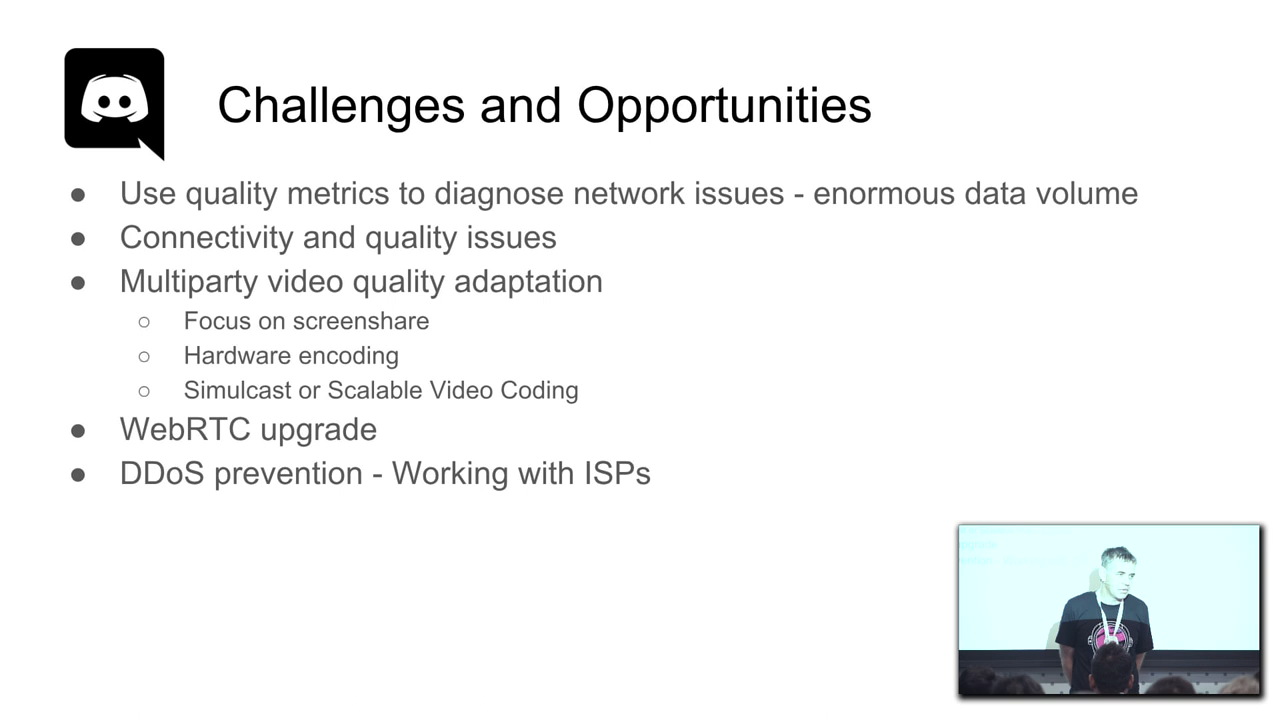 Challenges and Opportunities
● Use quality metrics to diagnose network issues - enormous data volume
● Connectivity and quality issues
● Multiparty video quality adaptation
○ Focus on screenshare
○ Hardware encoding
○ Simulcast or Scalable Video Coding
● WebRTC upgrade
● DDoS prevention - Working with ISPs